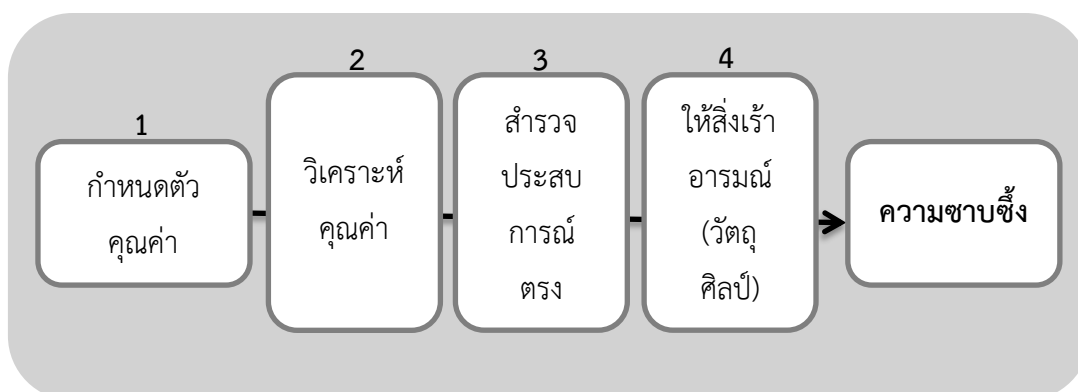 1
กำหนดตัว
คุณค่า
2
วิเคราะห์
คุณค่า
3
สำรวจ
ประสบ
การณ์
ตรง
4
ให้สิ่งเร้า
อารมณ์
(วัตถุ
ศิลป์)
ความซาบซึ้ง